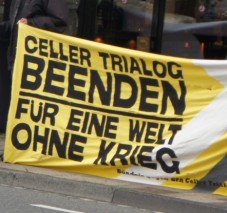 CELLER TRIALOG
BEENDEN
FÜR EINE WELT
OHNE KRIEG